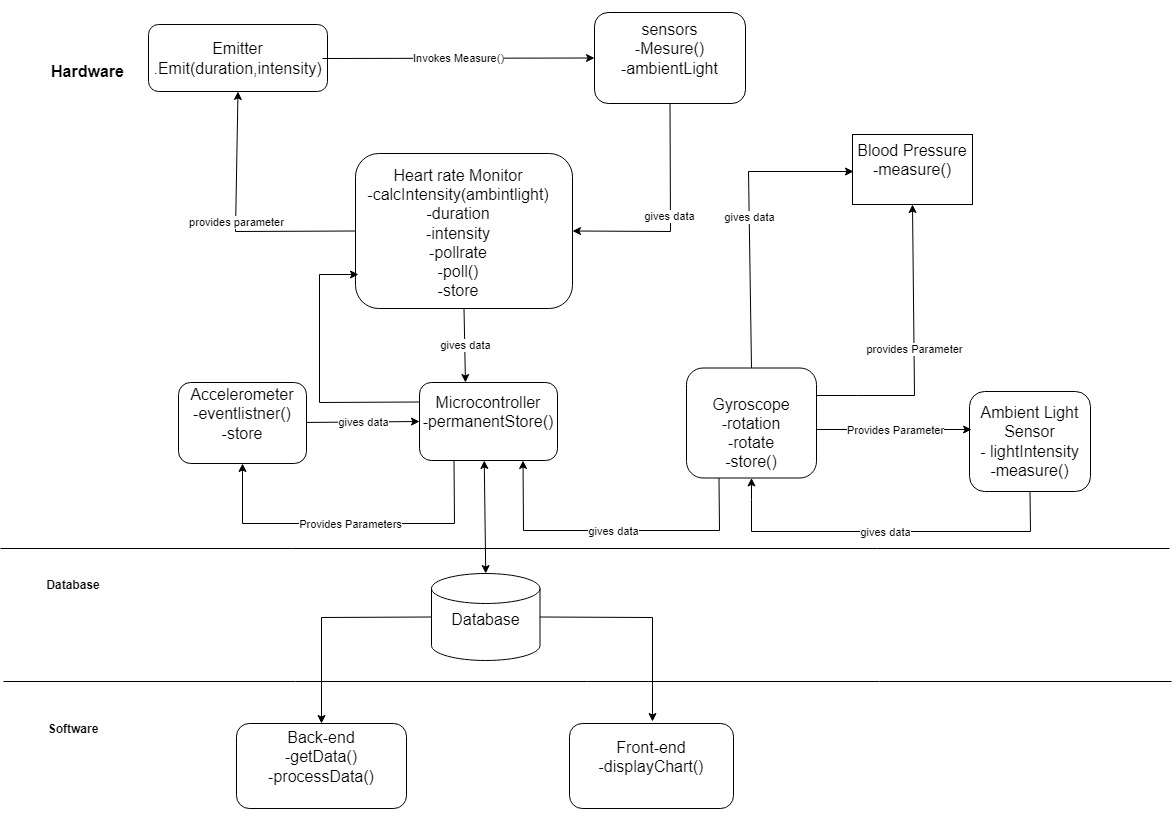 Hardware
Emitter
.Emit(duration,intensity)
Invokes Measure()
sensors
-Mesure()
-ambientLight
Blood Pressure
-measure()
Heart rate Monitor
-calcIntensity(ambintlight)
-duration
-intensity
-pollrate
-poll()
-store
provides parameter
gives data
gives data
gives data
provides Parameter
Accelerometer
-eventlistner()
-store
gives data
Microcontroller
-permanentStore()
Gyroscope
-rotation
-rotate
-store()
Provides Parameter
Ambient Light
Sensor
- lightIntensity
-measure()
Provides Parameters
gives data
gives data
Database
Database
Software
Back-end
-getData()
-processData()
Front-end
-displayChart()